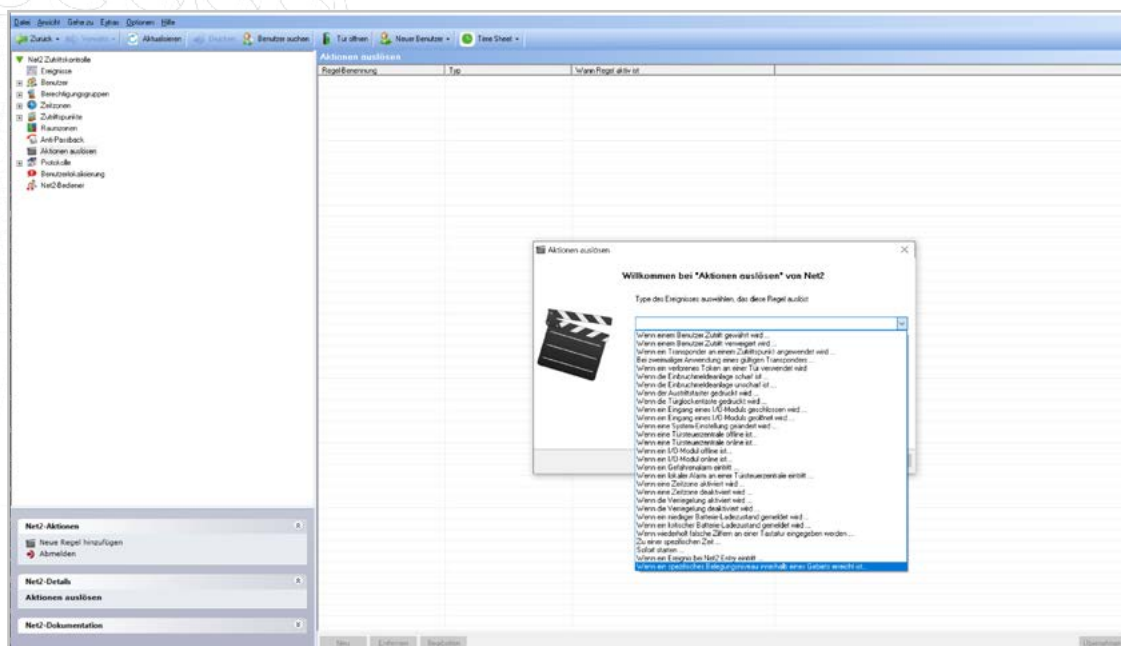 Datei Ansicht Gehe zu Extras Optionen Hilfe
Zurück Aktualisieren Drucken Benutzer suchen Tür öffnen Neuer Benutzer Time Sheet
Net2 Zutrittskontrolle
Ereignisse
Benutzer
Berechtigungsgruppen
Zeitzonen
Zutrittspunkte
Raumzonen
Anti-Passback
Aktionen auslösen
Protokolle
Benutzerlokalisierung
Net2-Bediener
Aktionen auslösen
Regel-Benennung Typ Wann Regel aktiv ist
Aktionen auslösen
Willkommen bei "Aktionen auslösen" von Net2
Type des Ereignisses auswählen, das diese Regel auslöst
Wenn einem Benutzer Zutritt gewährt wird ...
Wenn einem Benutzer Zutritt verweigert wird ...
Wenn ein Transponder an einem Zutrittspunkt angewendet wird ...
Bei zweimaliger Anwendung eines gültigen Transponders ...
Wenn ein verlorenes Token an einer Tür verwendet wird
Wenn die Einbruchmeldeanlage scharf ist ...
Wenn die Einbruchmeldeanlage unscharf ist ...
Wenn der Austrittstaster gedrückt wird ...
Wenn die Türglockentaste gedrückt wird ...
Wenn ein Eingang eines I/O-Moduls geschlossen wird ...
Wenn ein Eingang eines I/O-Moduls geöffnet wird ...
Wenn eine System-Einstellung geändert wird ...
Wenn eine Türsteuerzentrale offline ist...
Wenn eine Türsteuerzentrale online ist...
Wenn ein I/O-Modul offline ist...
Wenn ein I/O-Modul online ist...
Wenn ein Gefahrenalarm eintritt ...
Wenn ein lokaler Alarm an einer Türsteuerzentrale eintritt ...
Wenn eine Zeitzone aktiviert wird ...
Wenn eine Zeitzone deaktiviert wird ...
Wenn die Verriegelung aktiviert wird ...
Wenn die Verriegelung deaktiviert wird ...
Wenn ein niedriger Batterie-Ladezustand gemeldet wird ...
Wenn ein kritischer Batterie-Ladezustand gemeldet wird ...
Wenn wiederholt falsche Ziffern an einer Tastatur eingegeben werden ...
Zu einer spezifischen Zeit ...
Sofort starten ...
Wenn ein Ereignis bei Net2 Entry eintritt ...
Wenn ein spezifisches Belegungsniveau innerhalb eines Gebiets erreicht ist...
Net2-Aktionen
Neue Regel hinzufügen
Abmelden
Net2-Details
Aktionen auslösen
Net2-Dokumentation
Neu Entfernen Bearbeiten